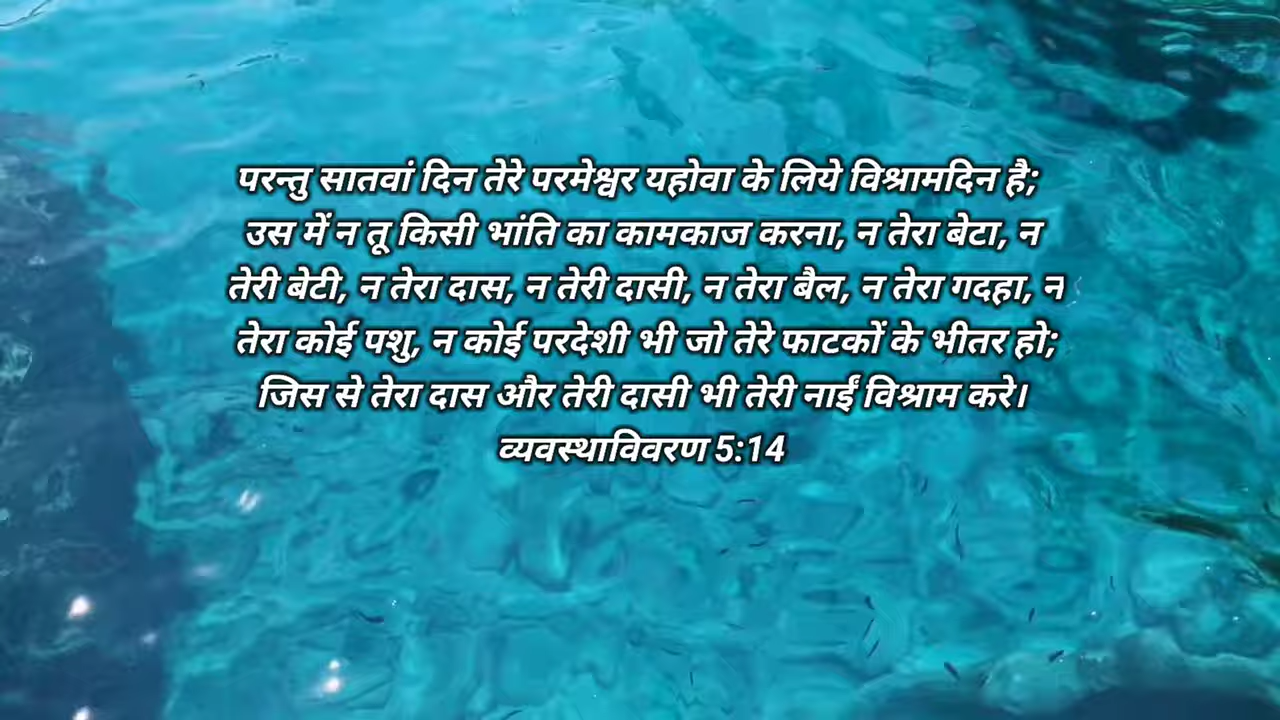 परन्तु सातवां दिन तेरे परमेश्वर यहोवा के लिये विश्रामदिन है;
उस में न तू किसी भांति का कामकाज करना, न तेरा बेटा, न
तेरी बेटी, न तेरा दास, न तेरी दासी, न तेरा बैल, न तेरा गदहा, न
तेरा कोई पशु, न कोई परदेशी भी जो तेरे फाटकों के भीतर हो;
जिस से तेरा दास और तेरी दासी भी तेरी नाईं विश्राम करे।
व्यवस्थाविवरण 5:14